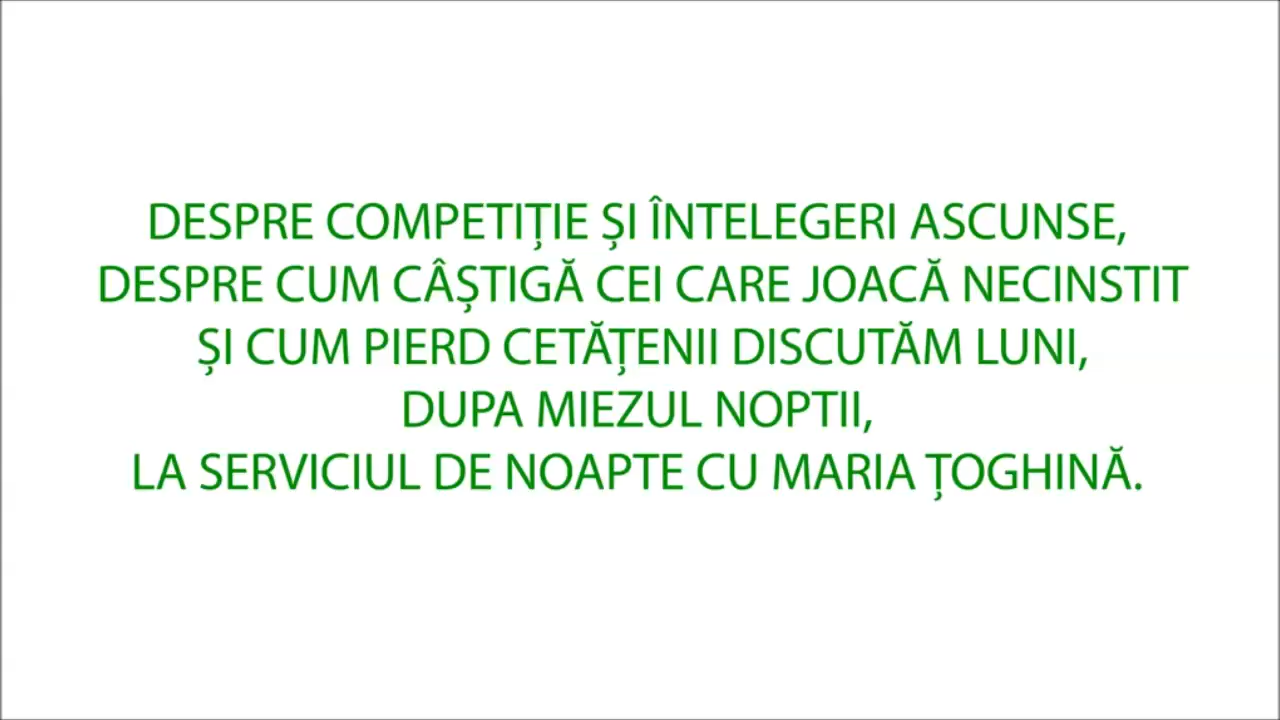 DESPRE COMPETIȚIE ȘI ÎNTELEGERI ASCUNSE,
DESPRE CUM CÂȘTIGĂ CEI CARE JOACĂ NECINSTIT
ȘI CUM PIERD CETĂȚENII DISCUTĂM LUNI,
DUPA MIEZUL NOPTII,
LA SERVICIUL DE NOAPTE CU MARIA ȚOGHINĂ.